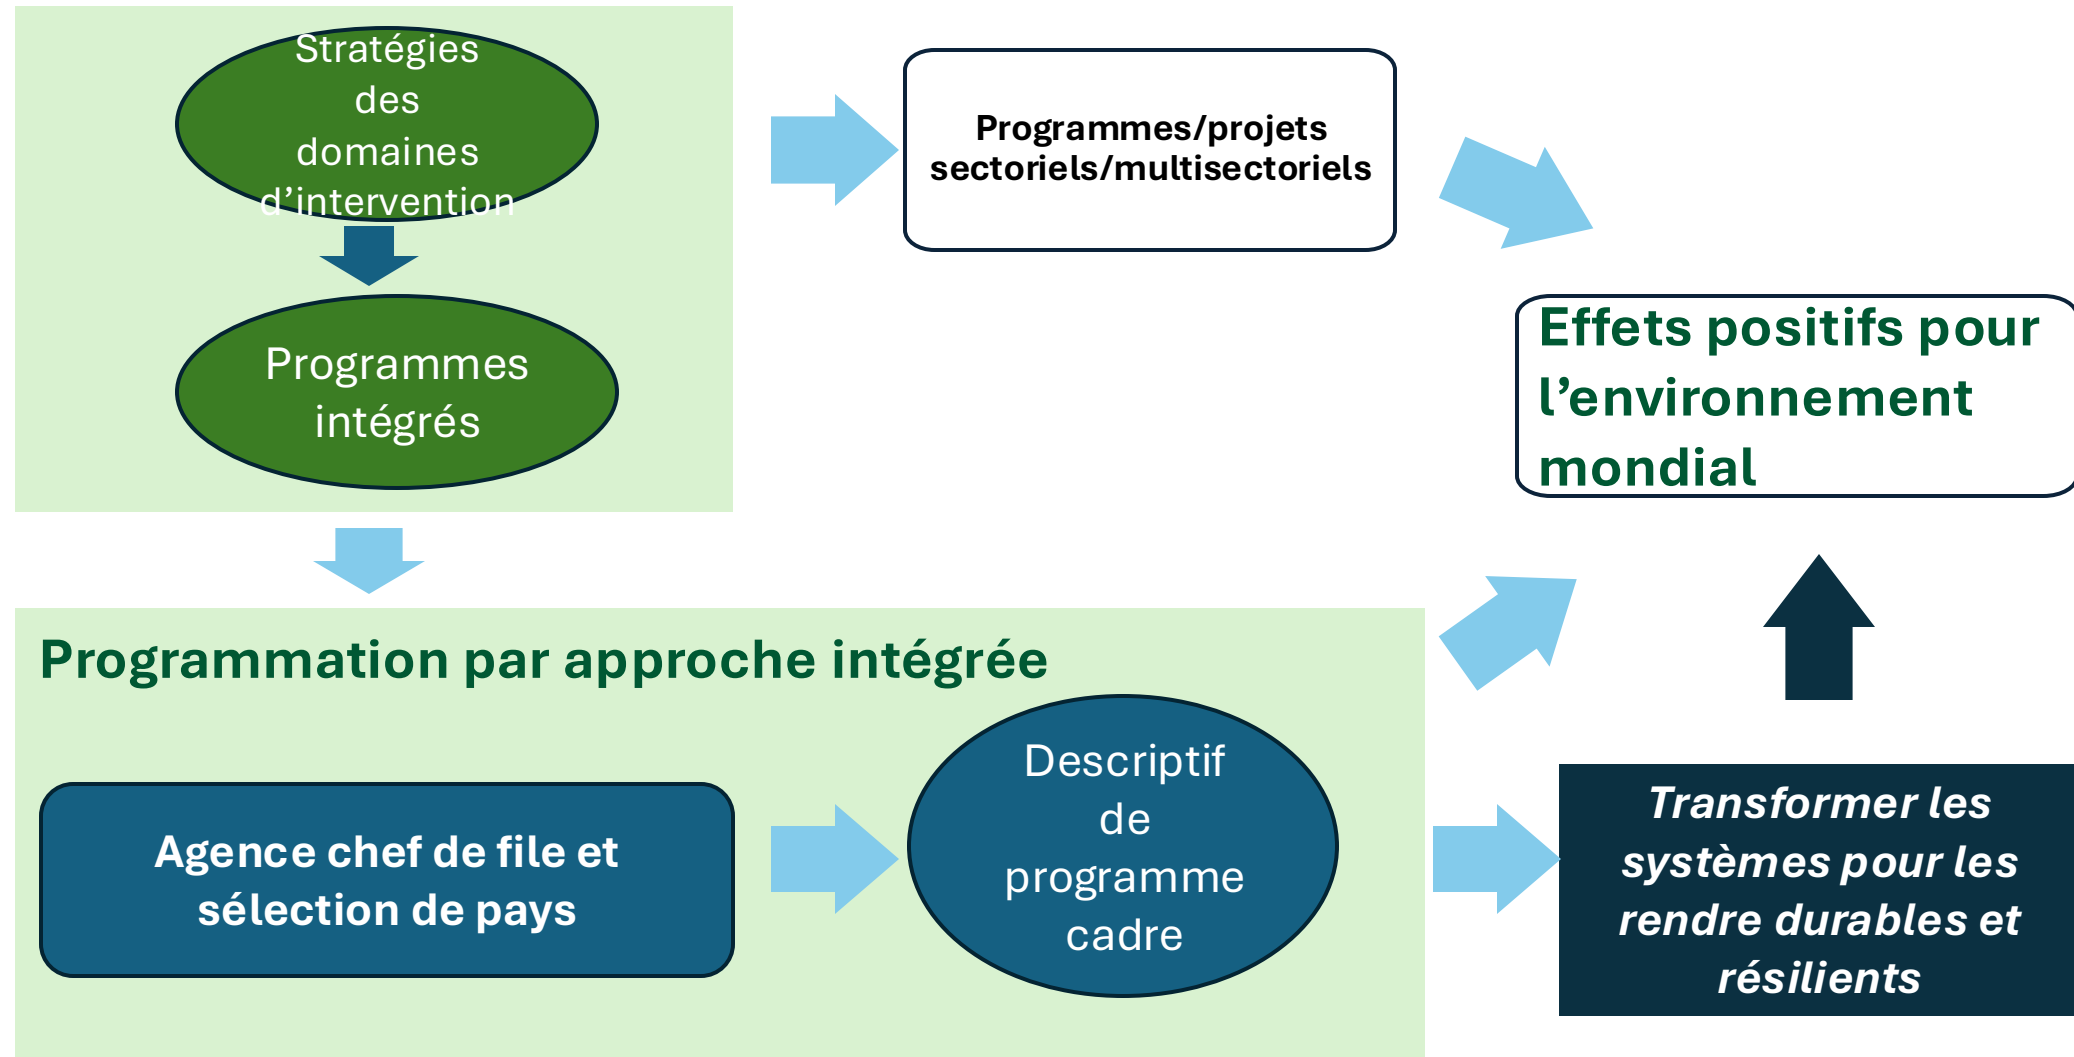 Stratégies
des
domaines
d’intervention
Programmes
intégrés
Programmes/projets
sectoriels/multisectoriels
Effets positifs pour
l’environnement
mondial
Programmation par approche intégrée
Agence chef de file et
sélection de pays
Descriptif
de
programme
cadre
Transformer les
systèmes pour les
rendre durables et
résilients